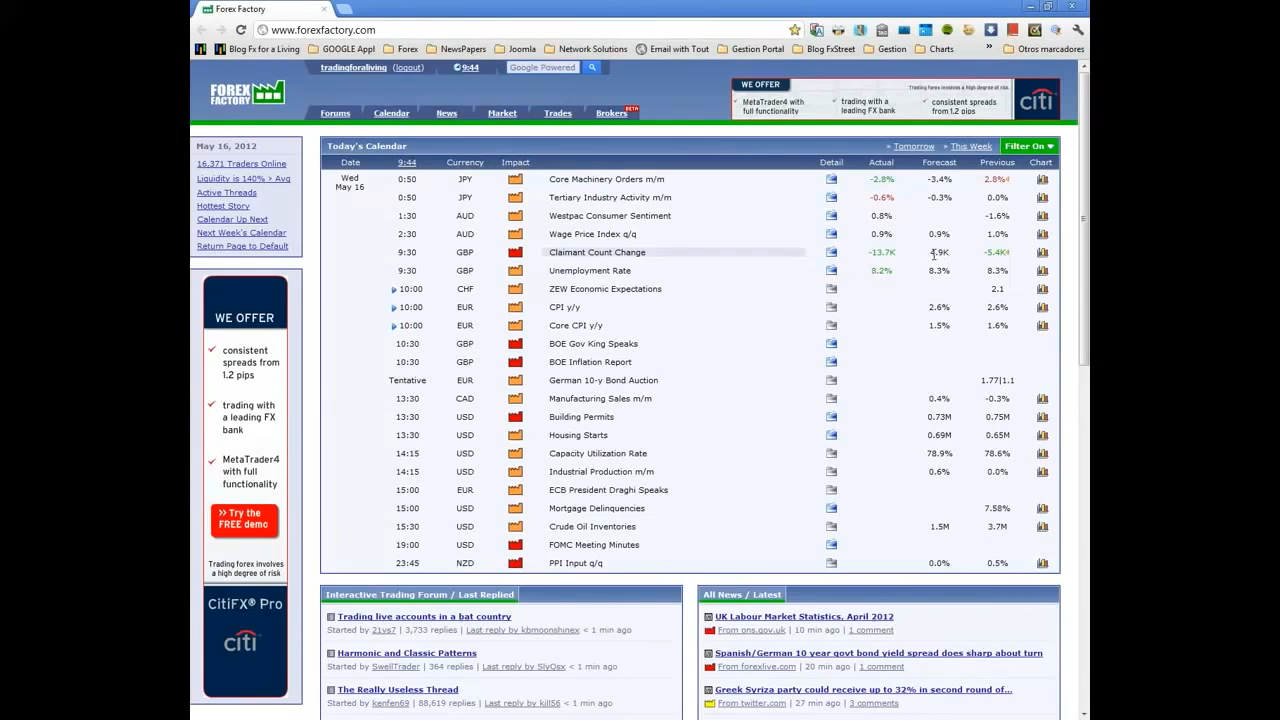 Forex Factory
www.forexfactory.com
Blog Fx for a Living GOOGLE Appl Forex NewsPapers Joomla Network Solutions Email with Tout Gestion Portal Blog FxStreet Gestion Charts » Otros marcadores
tradingforaliving (logout) 9:44 Google Powered
FOREX FACTORY
Forums Calendar News Market Trades Brokers BETA
WE OFFER
Trading forex involves a high degree of risk.
MetaTrader4 with full functionality
trading with a leading FX bank
consistent spreads from 1.2 pips
citi
May 16, 2012
16,371 Traders Online
Liquidity is 140% > Avg
Active Threads
Hottest Story
Calendar Up Next
Next Week's Calendar
Return Page to Default
WE OFFER
consistent
spreads from
1.2 pips
trading with
a leading FX
bank
MetaTrader4
with full
functionality
>> Try the
FREE demo
Trading forex involves
a high degree of risk
CitiFX® Pro
citi
Today's Calendar » Tomorrow » This Week Filter On
Date 9:44 Currency Impact Detail Actual Forecast Previous Chart
Wed May 16 0:50 JPY Core Machinery Orders m/m -2.8% -3.4% 2.8%
0:50 JPY Tertiary Industry Activity m/m -0.6% -0.3% 0.0%
1:30 AUD Westpac Consumer Sentiment 0.8% -1.6%
2:30 AUD Wage Price Index q/q 0.9% 0.9% 1.0%
9:30 GBP Claimant Count Change -13.7K .9K -5.4K
9:30 GBP Unemployment Rate 8.2% 8.3% 8.3%
10:00 CHF ZEW Economic Expectations 2.1
10:00 EUR CPI y/y 2.6% 2.6%
10:00 EUR Core CPI y/y 1.5% 1.6%
10:30 GBP BOE Gov King Speaks
10:30 GBP BOE Inflation Report
Tentative EUR German 10-y Bond Auction 1.77|1.1
13:30 CAD Manufacturing Sales m/m 0.4% -0.3%
13:30 USD Building Permits 0.73M 0.75M
13:30 USD Housing Starts 0.69M 0.65M
14:15 USD Capacity Utilization Rate 78.9% 78.6%
14:15 USD Industrial Production m/m 0.6% 0.0%
15:00 EUR ECB President Draghi Speaks
15:00 USD Mortgage Delinquencies 7.58%
15:30 USD Crude Oil Inventories 1.5M 3.7M
19:00 USD FOMC Meeting Minutes
23:45 NZD PPI Input q/q 0.0% 0.5%
Interactive Trading Forum / Last Replied
Trading live accounts in a bat country
Started by 21vs7 | 3,733 replies | Last reply by kbmoonshinex < 1 min ago
Harmonic and Classic Patterns
Started by SwellTrader | 364 replies | Last reply by SlyOsx < 1 min ago
The Really Useless Thread
Started by kenfen69 | 88,619 replies | Last reply by kill56 < 1 min ago
All News / Latest
UK Labour Market Statistics, April 2012
From ons.gov.uk | 10 min ago | 1 comment
Spanish/German 10 year govt bond yield spread does sharp about turn
From forexlive.com | 20 min ago | 1 comment
Greek Syriza party could receive up to 32% in second round of...
From twitter.com | 27 min ago | 3 comments